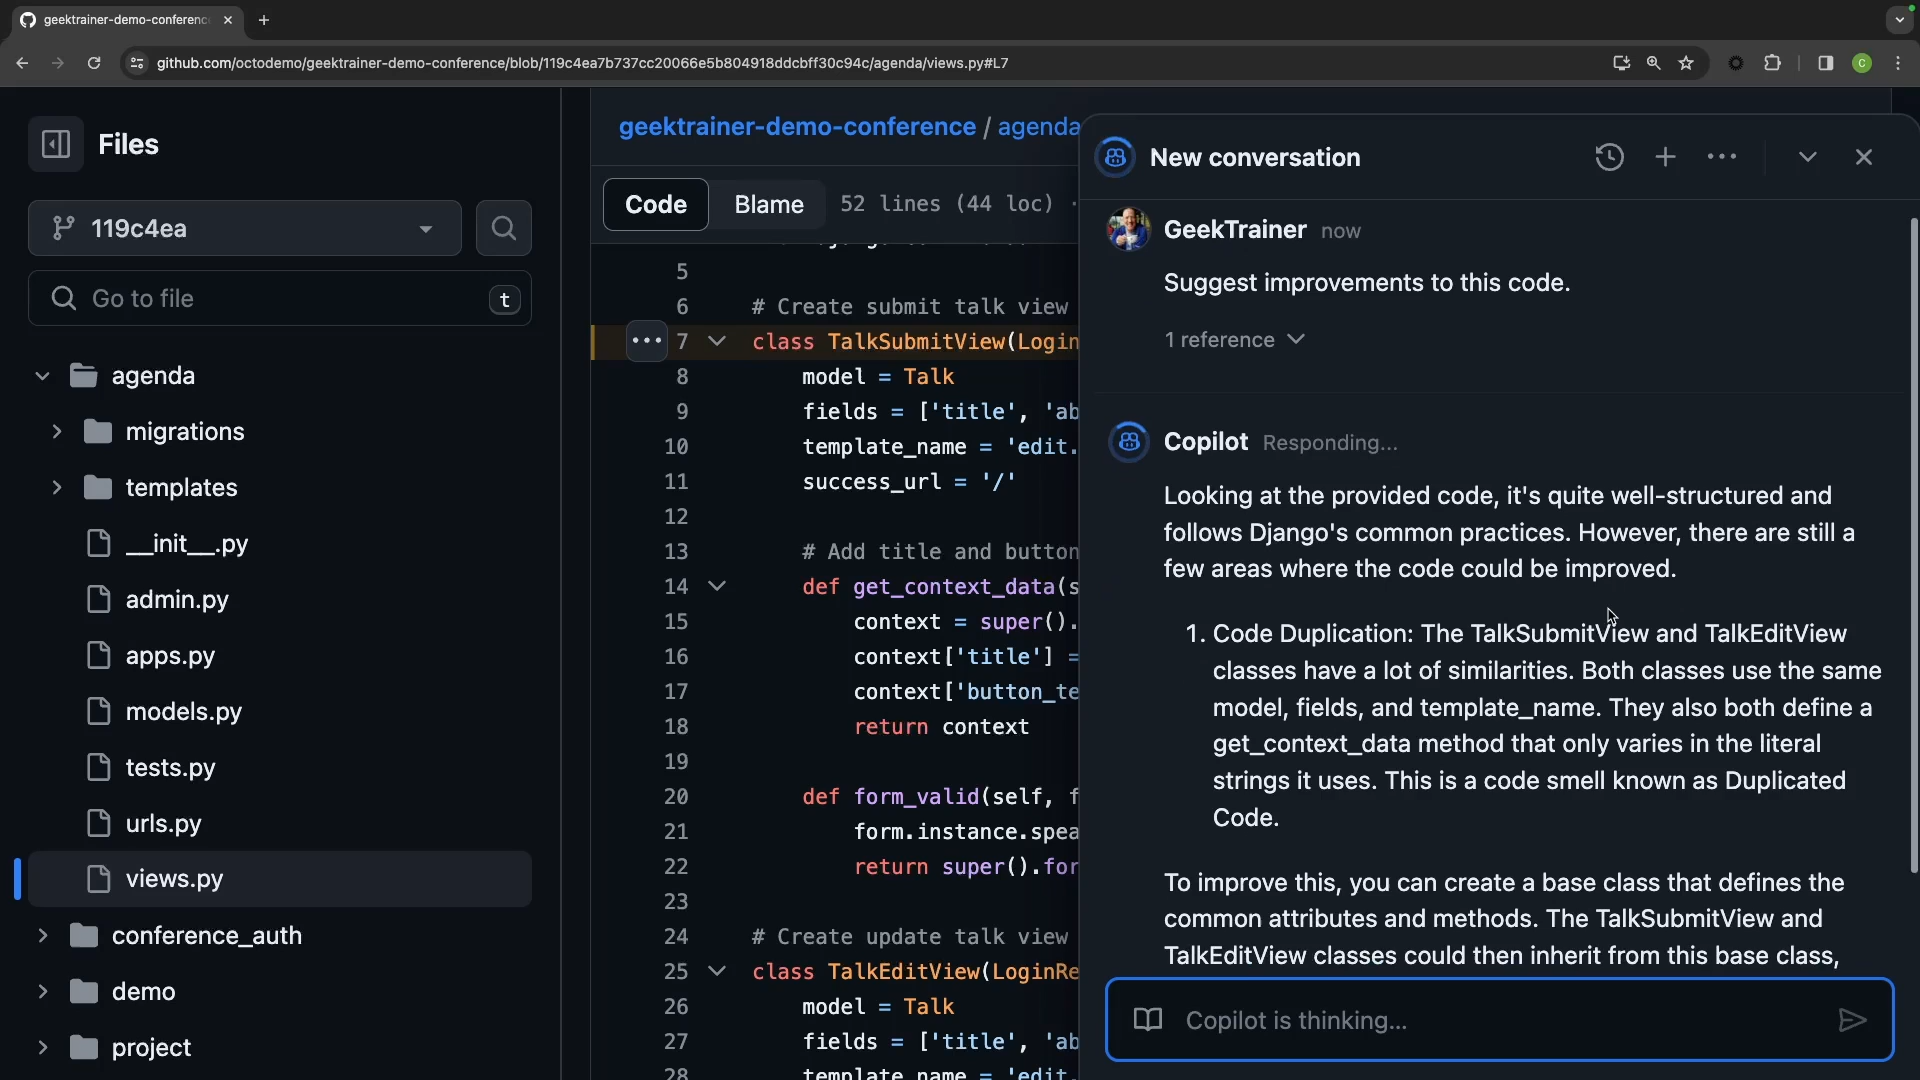 geektrainer-demo-conferenc
github.com/octodemo/geektrainer-demo-conference/blob/119c4ea7b737cc20066e5b804918ddcbff30c94c/agenda/views.py#L7
C
Files
119c4ea
Go to file
t
agenda
migrations
templates
__init__.py
admin.py
apps.py
models.py
tests.py
urls.py
views.py
conference_auth
demo
project
geektrainer-demo-conference / agenda
Code Blame 52 lines (44 loc) ·
5
6 # Create submit talk view
7 class TalkSubmitView(Login
8 model = Talk
9 fields = ['title', 'ab
10 template_name = 'edit.
11 success_url = '/'
12
13 # Add title and button
14 def get_context_data(s
15 context = super().
16 context['title'] =
17 context['button_te
18 return context
19
20 def form_valid(self, f
21 form.instance.spea
22 return super().for
23
24 # Create update talk view
25 class TalkEditView(LoginRe
26 model = Talk
27 fields = ['title', 'ab
28 template_name = 'edit.
New conversation
GeekTrainer now
Suggest improvements to this code.
1 reference
Copilot Responding...
Looking at the provided code, it's quite well-structured and
follows Django's common practices. However, there are still a
few areas where the code could be improved.
1. Code Duplication: The TalkSubmitView and TalkEditView
classes have a lot of similarities. Both classes use the same
model, fields, and template_name. They also both define a
get_context_data method that only varies in the literal
strings it uses. This is a code smell known as Duplicated
Code.
To improve this, you can create a base class that defines the
common attributes and methods. The TalkSubmitView and
TalkEditView classes could then inherit from this base class,
Copilot is thinking...